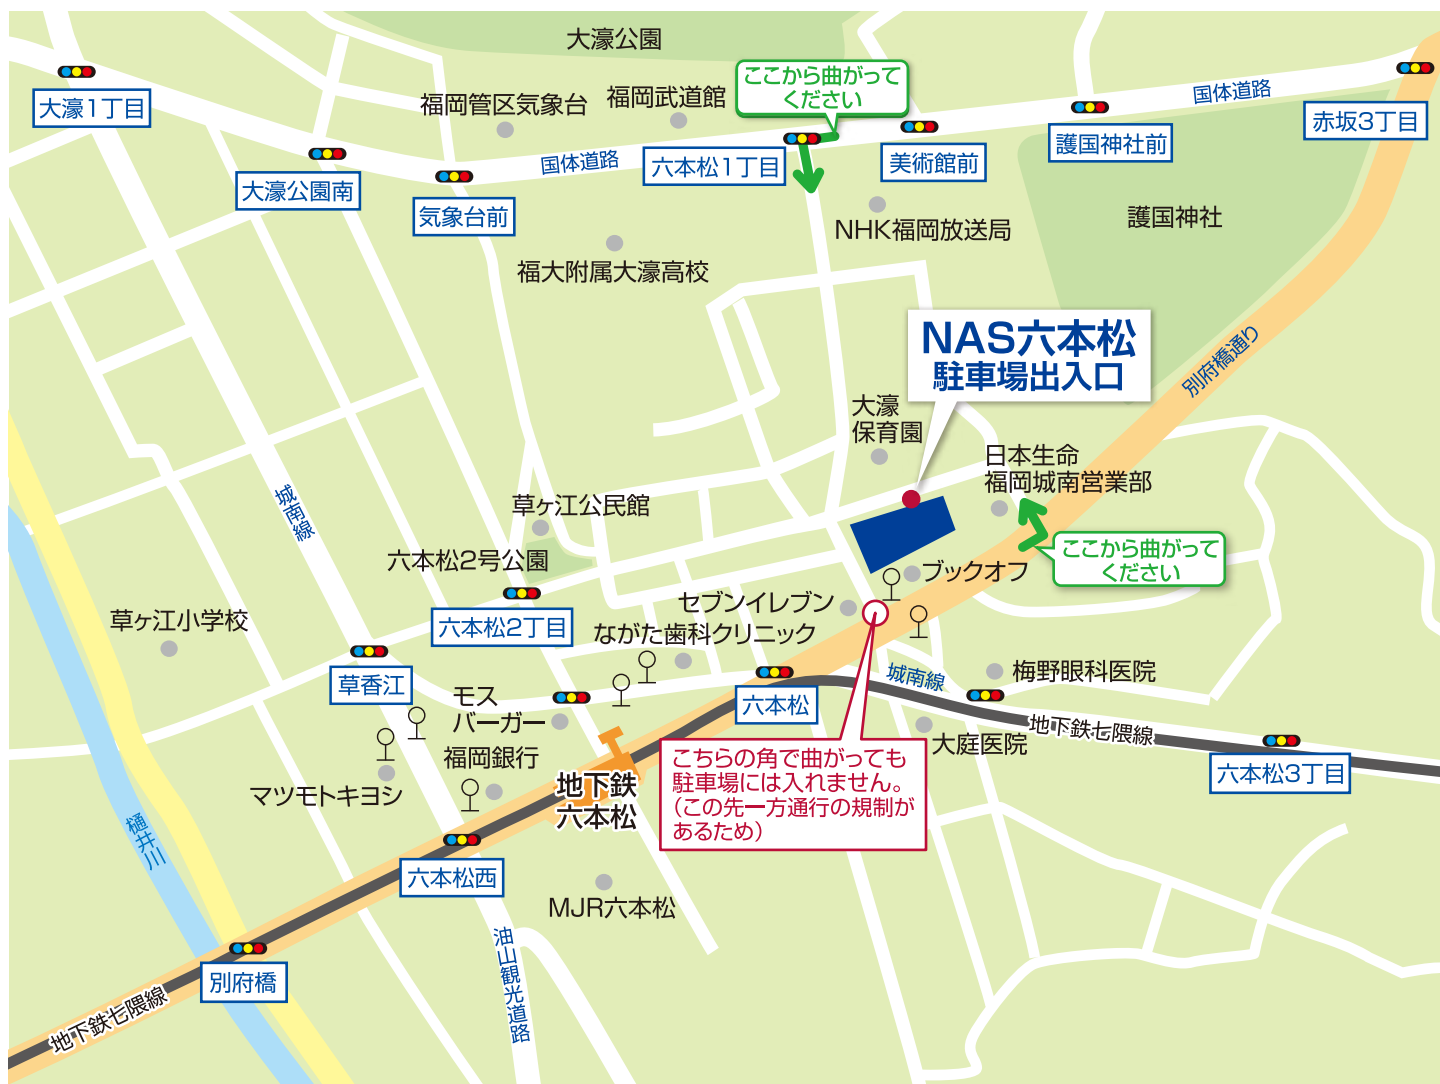 大濠公園
大濠1丁目
福岡管区気象台
福岡武道館
ここから曲がって
ください
国体道路
赤坂3丁目
護国神社前
美術館前
六本松1丁目
国体道路
大濠公園南
気象台前
NHK福岡放送局
護国神社
福大附属大濠高校
NAS六本松
駐車場出入口
別府橋通り
大濠
保育園
日本生命
福岡城南営業部
城南線
草ヶ江公民館
六本松2号公園
ここから曲がって
ください
ブックオフ
セブンイレブン
草ヶ江小学校
六本松2丁目
ながた歯科クリニック
草香江
城南線
梅野眼科医院
モス
バーガー
六本松
地下鉄七隈線
大庭医院
六本松3丁目
福岡銀行
マツモトキヨシ
地下鉄
六本松
こちらの角で曲がっても
駐車場には入れません。
(この先一方通行の規制が
あるため)
樋井川
六本松西
MJR六本松
油山観光道路
別府橋
地下鉄七隈線